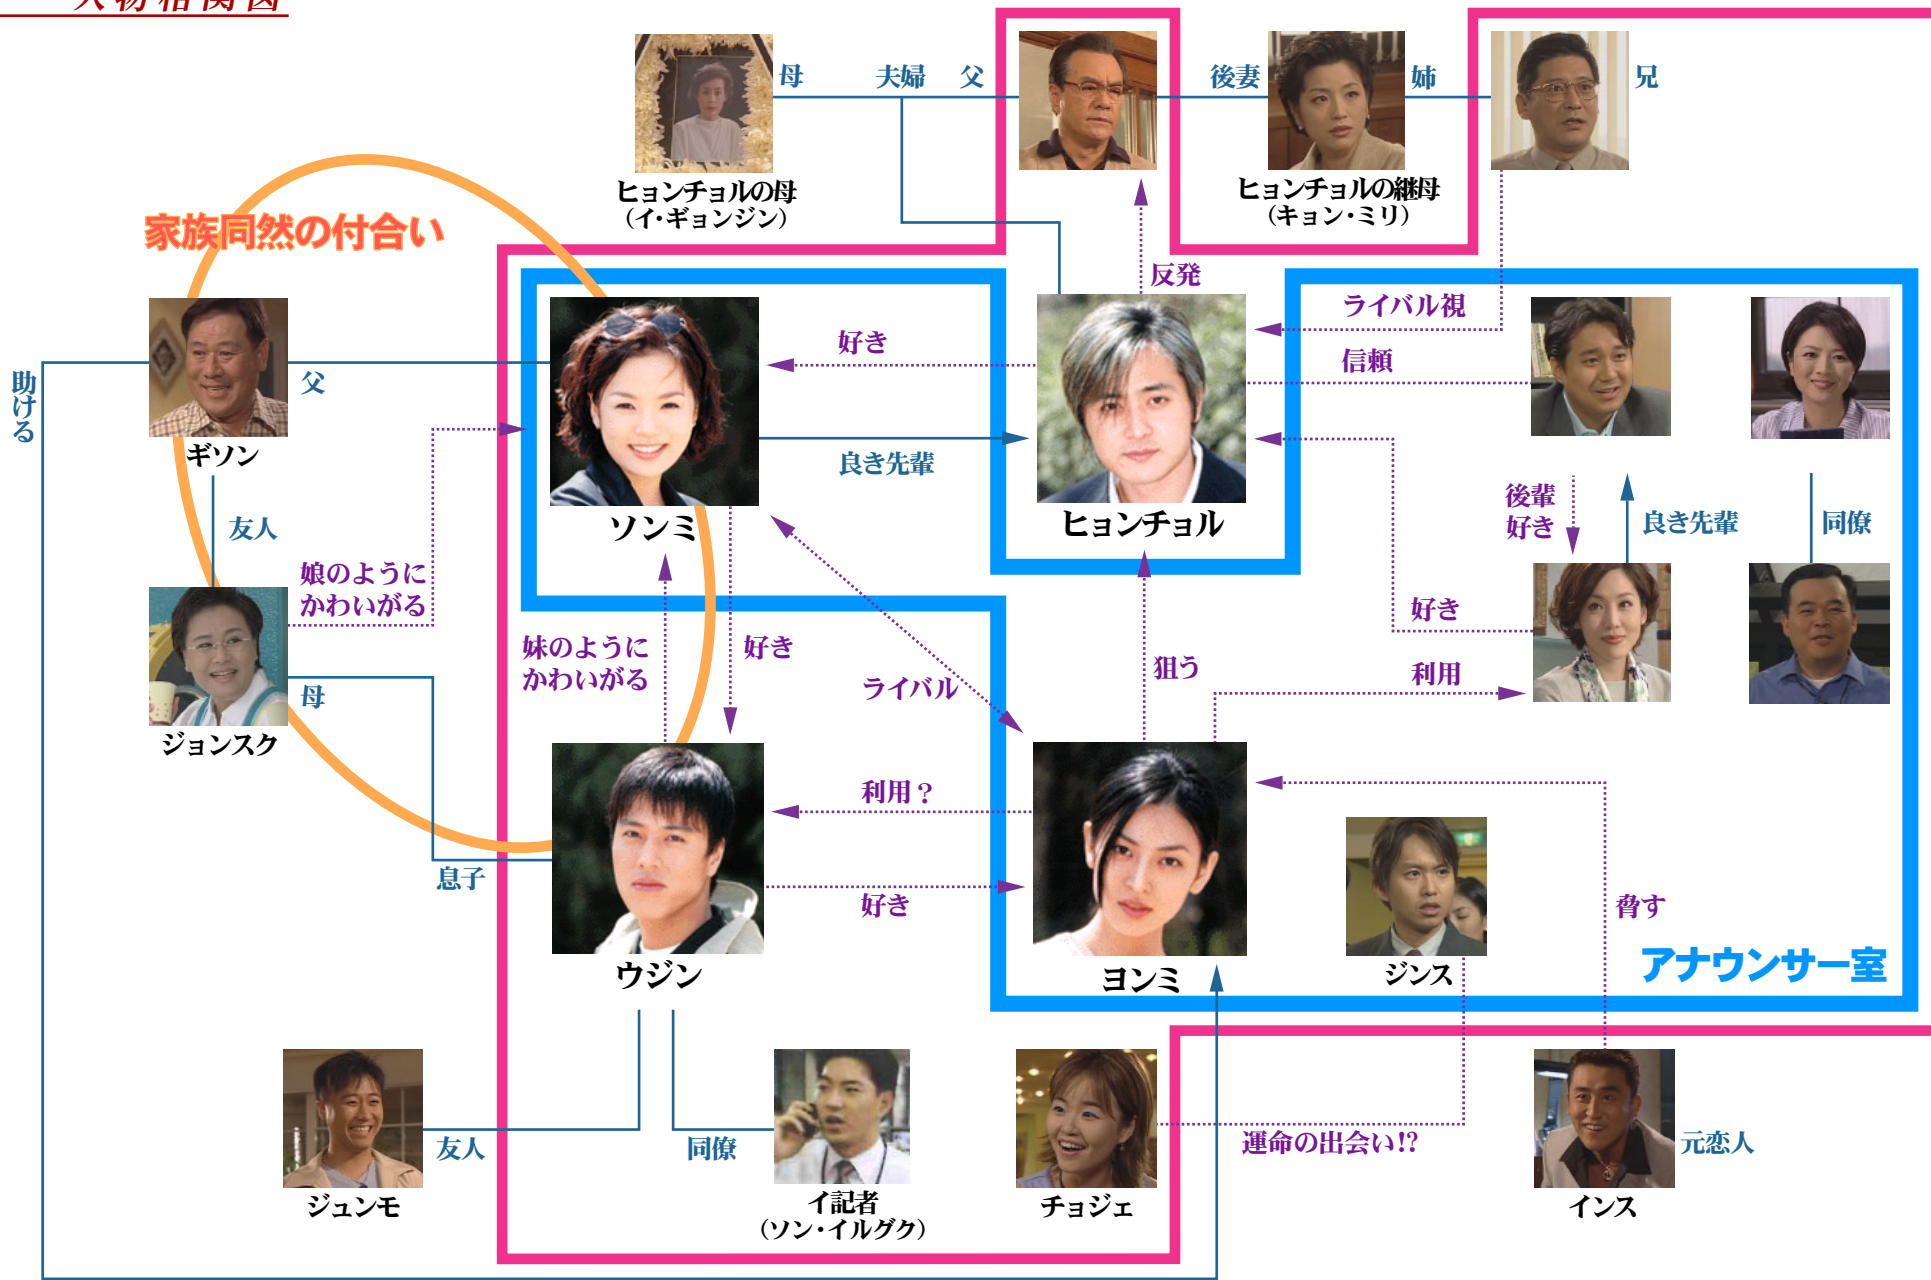 人物相関図
母
夫婦
父
後妻
姉
兄
ヒョンチョルの母
(イ・ギョンジン)
ヒョンチョルの継母
(キョン・ミリ)
家族同然の付合い
反発
ライバル視
好き
信頼
助ける
父
ギソン
良き先輩
ソンミ
ヒョンチョル
後輩
好き
良き先輩
同僚
友人
娘のように
かわいがる
好き
妹のように
かわいがる
好き
狙う
利用
ライバル
母
ジョンスク
利用?
息子
好き
脅す
アナウンサー室
ウジン
ヨンミ
ジンス
友人
同僚
運命の出会い!?
元恋人
ジュンモ
イ記者
(ソン・イルグク)
チョジェ
インス